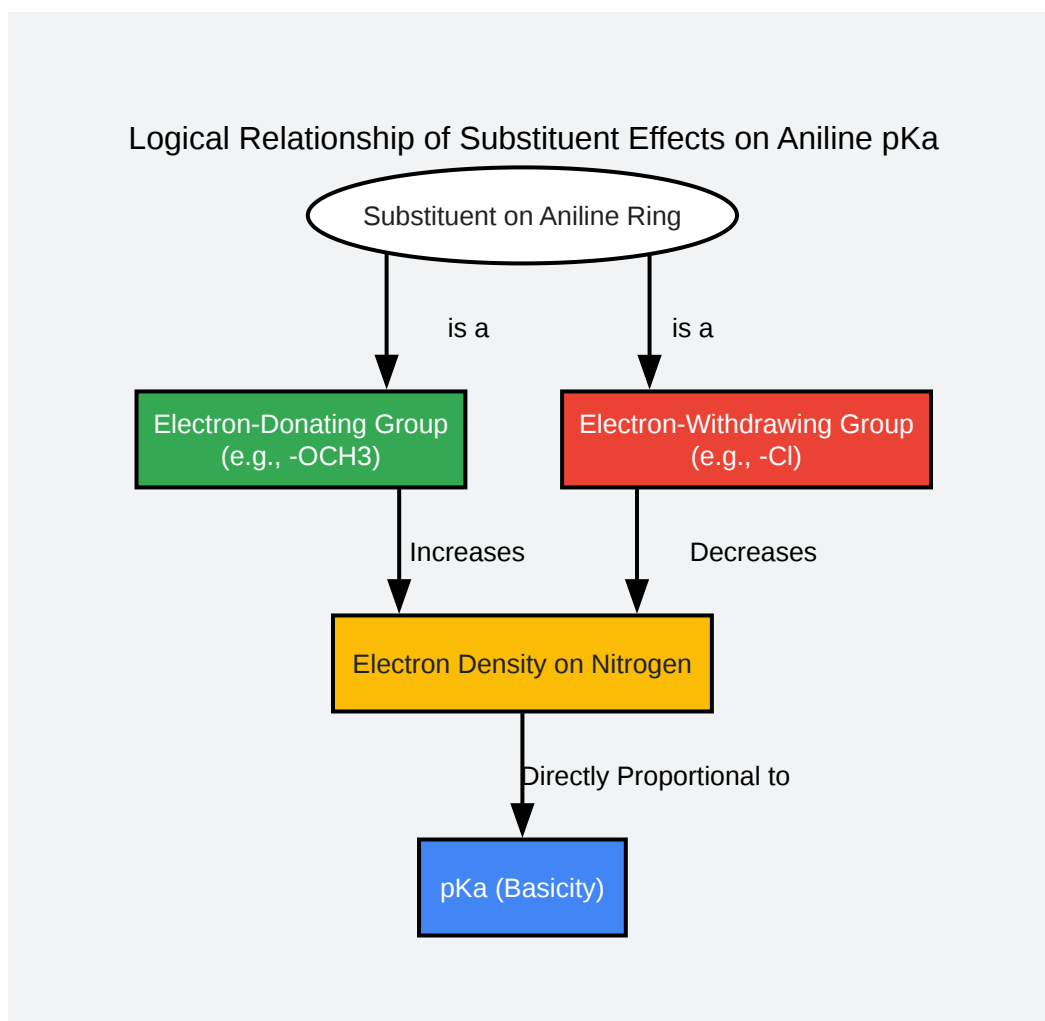 Logical Relationship of Substituent Effects on Aniline pKa
Substituent on Aniline Ring
is a
is a
Electron-Donating Group
(e.g., -OCH3)
Electron-Withdrawing Group
(e.g., -Cl)
Increases
Decreases
Electron Density on Nitrogen
Directly Proportional to
pKa (Basicity)